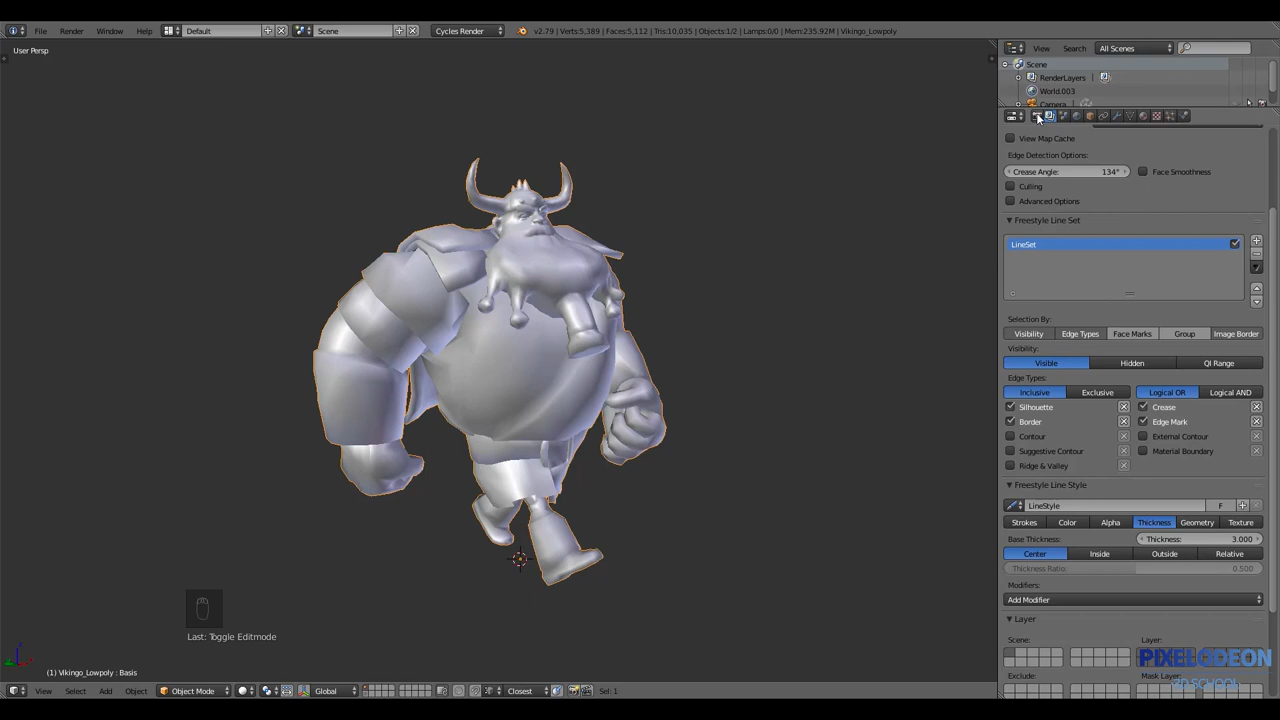 File Render Window Help Default Scene Cycles Render v2.79 | Verts:5,389 | Faces:5,112 | Tris:10,035 | Objects:1/2 | Lamps:0/0 | Mem:235.92M | Vikingo_Lowpoly
User Persp
View Search All Scenes
Scene
RenderLayers
World.003
Camera
View Map Cache
Edge Detection Options:
Crease Angle: 134° Face Smoothness
Culling
Advanced Options
Freestyle Line Set
LineSet
Selection By:
Visibility Edge Types Face Marks Group Image Border
Visibility:
Visible Hidden QI Range
Edge Types:
Inclusive Exclusive Logical OR Logical AND
Silhouette Crease
Border Edge Mark
Contour External Contour
Suggestive Contour Material Boundary
Ridge & Valley
Freestyle Line Style
LineStyle F
Strokes Color Alpha Thickness Geometry Texture
Base Thickness: Thickness: 3.000
Center Inside Outside Relative
Thickness Ratio: 0.500
Modifiers:
Add Modifier
Layer
Scene: Layer:
PIXELODEON
3D SCHOOL
Exclude: Mask Layer:
Last: Toggle Editmode
(1) Vikingo_Lowpoly : Basis
View Select Add Object Object Mode Global Closest Sel: 1